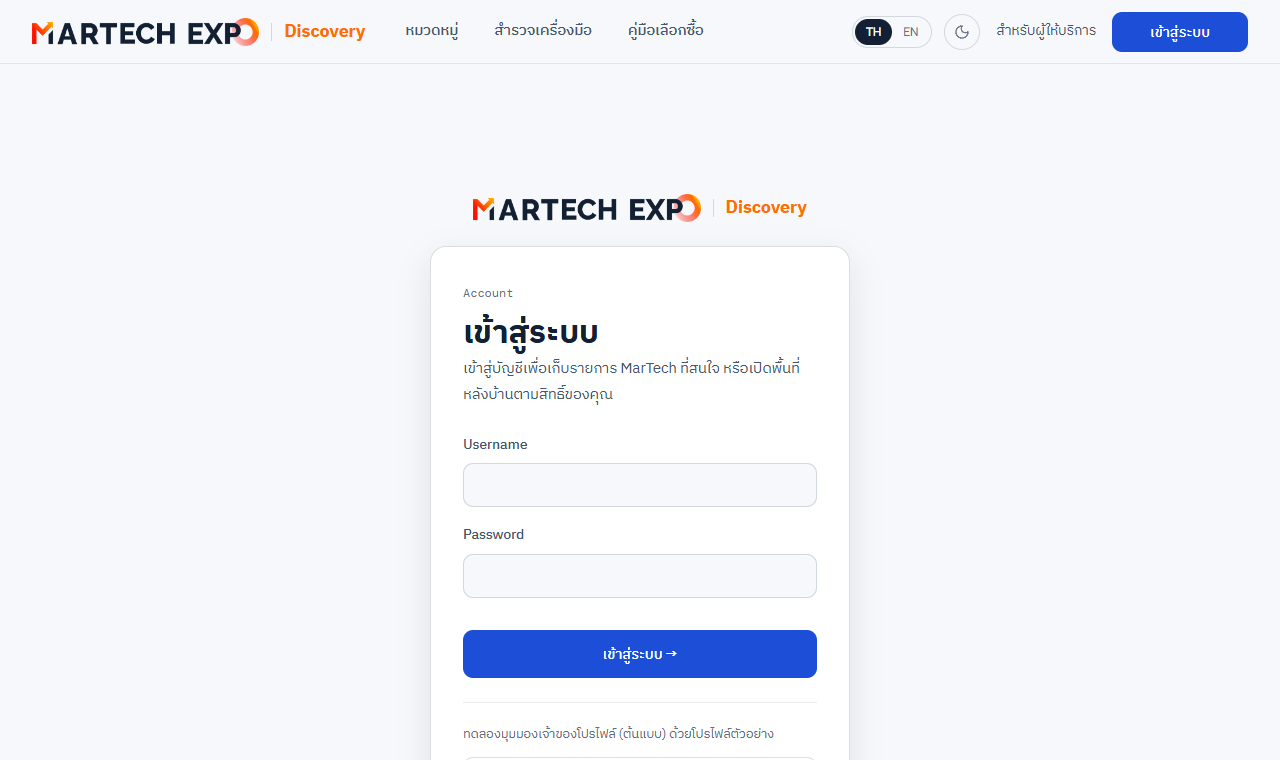 MARTECH EXPO Discovery หมวดหมู่ สำรวจเครื่องมือ คู่มือเลือกซื้อ TH EN สำหรับผู้ให้บริการ เข้าสู่ระบบ
MARTECH EXPO Discovery
Account
เข้าสู่ระบบ
เข้าสู่บัญชีเพื่อเก็บรายการ MarTech ที่สนใจ หรือเปิดพื้นที่
หลังบ้านตามสิทธิ์ของคุณ
Username
Password
เข้าสู่ระบบ →
ทดลองมุมมองเจ้าของโปรไฟล์ (ต้นแบบ) ด้วยโปรไฟล์ตัวอย่าง